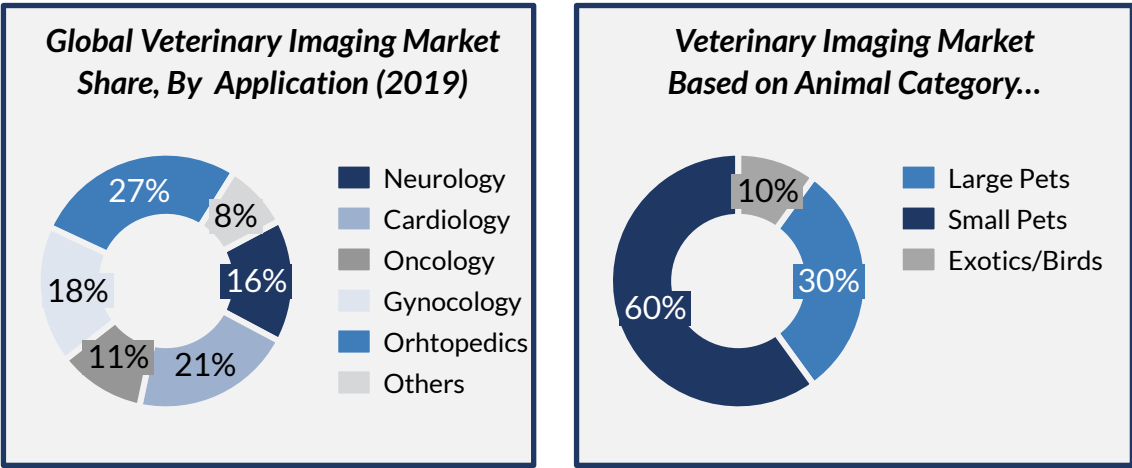 Global Veterinary Imaging Market
Share, By Application (2019)
27%
8%
16%
18%
11%
21%
Neurology
Cardiology
Oncology
Gynocology
Orhtopedics
Others
Veterinary Imaging Market
Based on Animal Category...
10%
30%
60%
Large Pets
Small Pets
Exotics/Birds